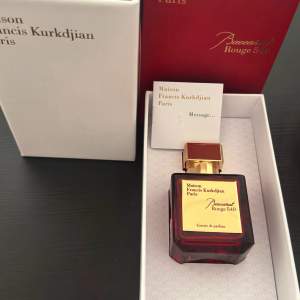 Maison
Francis Kurkdjian
Paris
Paris
Baccarat
Rouge 540
Maison
Francis Kurkdjian
Paris
Message...
Maison
Francis Kurkdjian
Paris
Baccarat
Rouge 540
Extrait de parfum